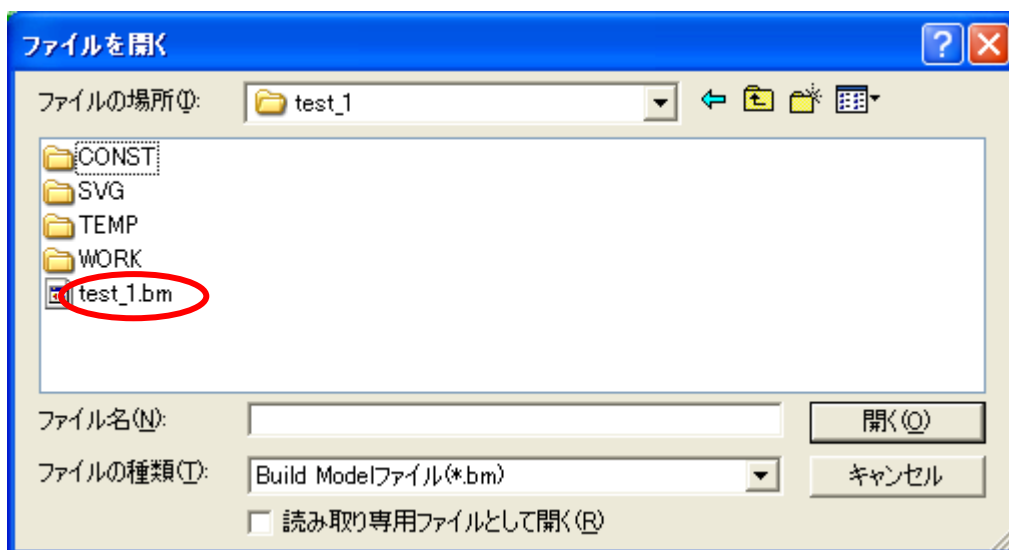 ファイルを開く
ファイルの場所(I):
test_1
CONST
SVG
TEMP
WORK
test_1.bm
ファイル名(N):
開く(O)
ファイルの種類(T):
Build Modelファイル(*.bm)
キャンセル
読み取り専用ファイルとして開く(R)